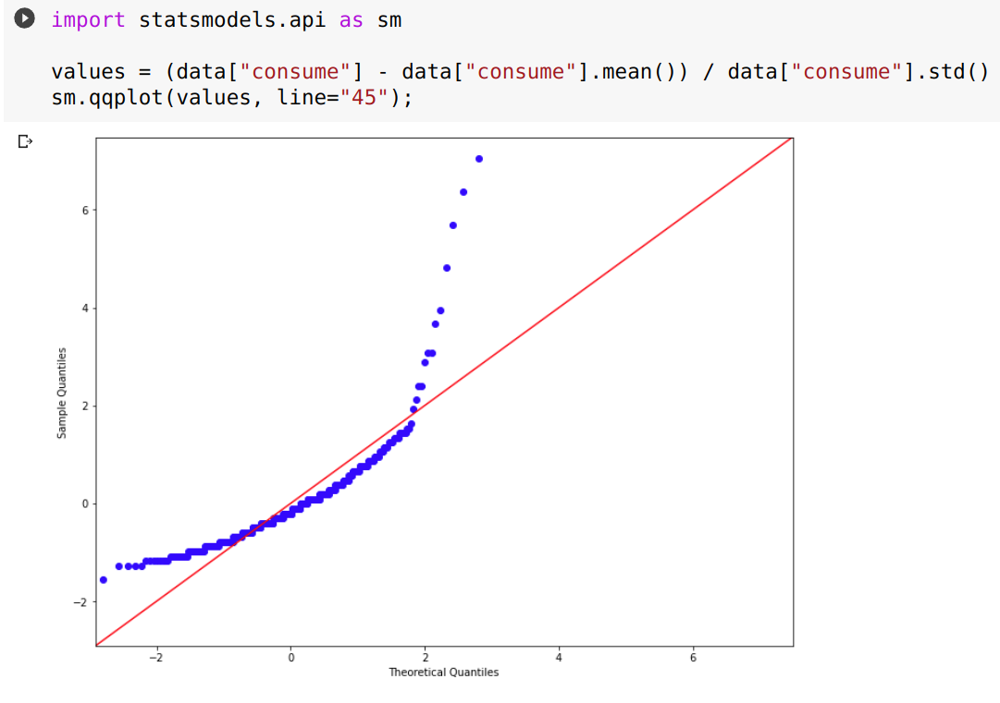 import statsmodels.api as sm
values = (data["consume"] - data["consume"].mean()) / data["consume"].std()
sm.qqplot(values, line="45");
6
4
2
0
−2
Sample Quantiles
−2 0 2 4 6
Theoretical Quantiles